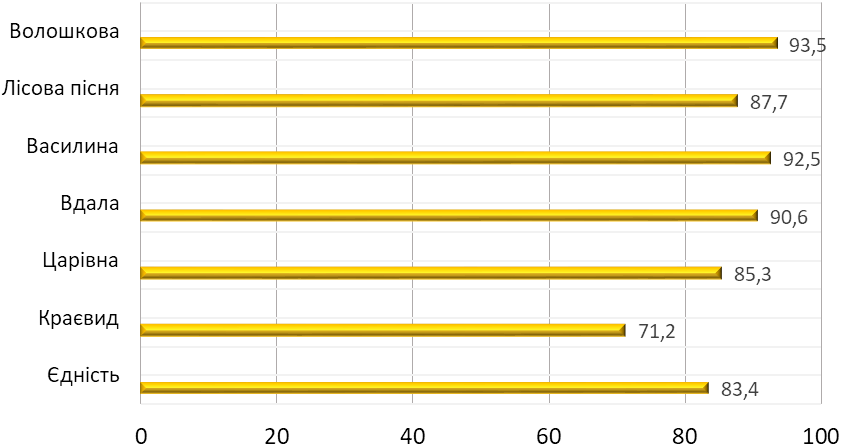 Волошкова 93,5
Лісова пісня 87,7
Василина 92,5
Вдала 90,6
Царівна 85,3
Краєвид 71,2
Єдність 83,4
0 20 40 60 80 100